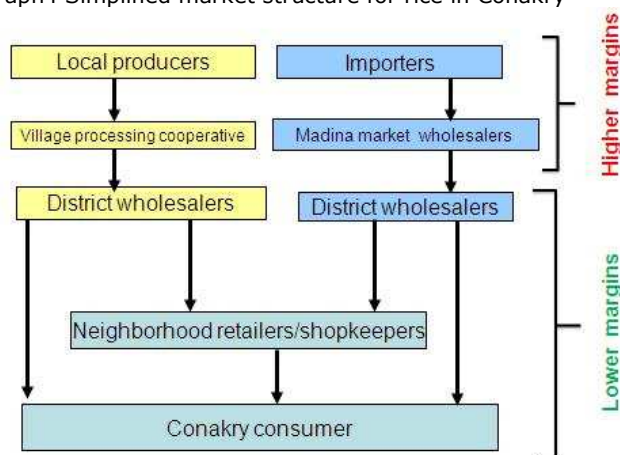 Simplified market structure for rice in Conakry
Local producers
Importers
Village processing cooperative
Madina market wholesalers
District wholesalers
District wholesalers
Neighborhood retailers/shopkeepers
Conakry consumer
Higher margins
Lower margins